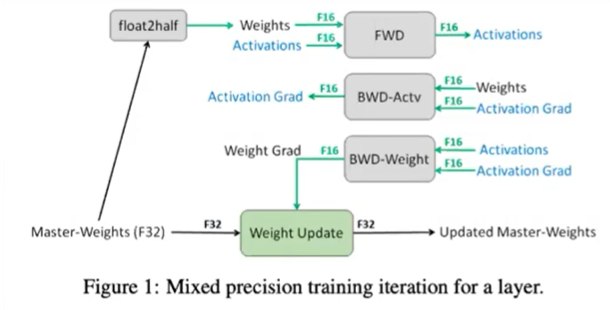 float2half
Weights F16
Activations F16
FWD
F16 Activations
Activation Grad F16
BWD-Actv
F16 Weights
F16 Activation Grad
Weight Grad F16
BWD-Weight
F16 Activations
F16 Activation Grad
Master-Weights (F32) F32 Weight Update F32 Updated Master-Weights
Figure 1: Mixed precision training iteration for a layer.